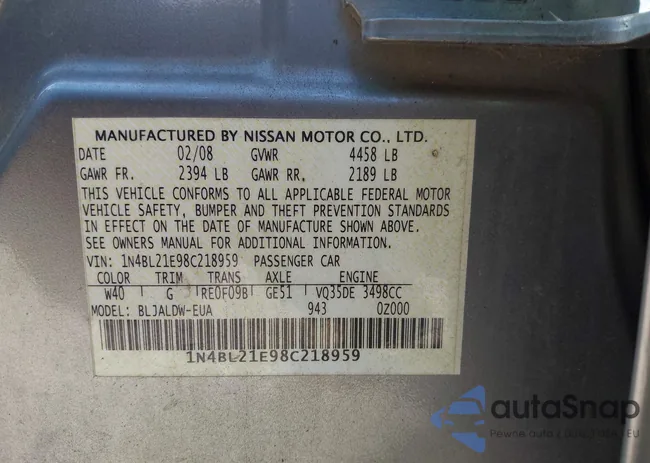 MANUFACTURED BY NISSAN MOTOR CO., LTD.
DATE 02/08 GVWR 4458 LB
GAWR FR. 2394 LB GAWR RR. 2189 LB
THIS VEHICLE CONFORMS TO ALL APPLICABLE FEDERAL MOTOR
VEHICLE SAFETY, BUMPER AND THEFT PREVENTION STANDARDS
IN EFFECT ON THE DATE OF MANUFACTURE SHOWN ABOVE.
SEE OWNERS MANUAL FOR ADDITIONAL INFORMATION.
VIN: 1N4BL21E98C218959 PASSENGER CAR
COLOR TRIM TRANS AXLE ENGINE
W40 G RE0F09B GE51 VQ35DE 3498CC
MODEL: BLJALDW-EUA 943 0Z000
1N4BL21E98C218959
autaSnap
Pewne auta
EU